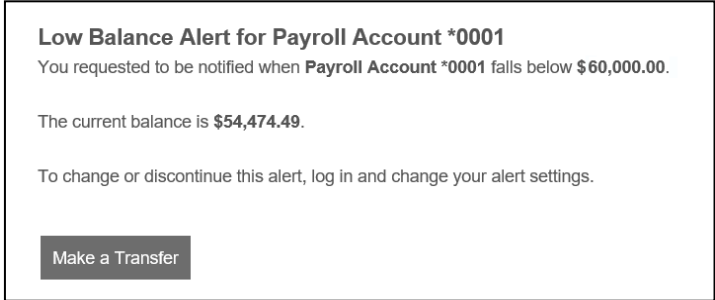 Low Balance Alert for Payroll Account *0001
You requested to be notified when Payroll Account *0001 falls below $60,000.00.
The current balance is $54,474.49.
To change or discontinue this alert, log in and change your alert settings.
Make a Transfer